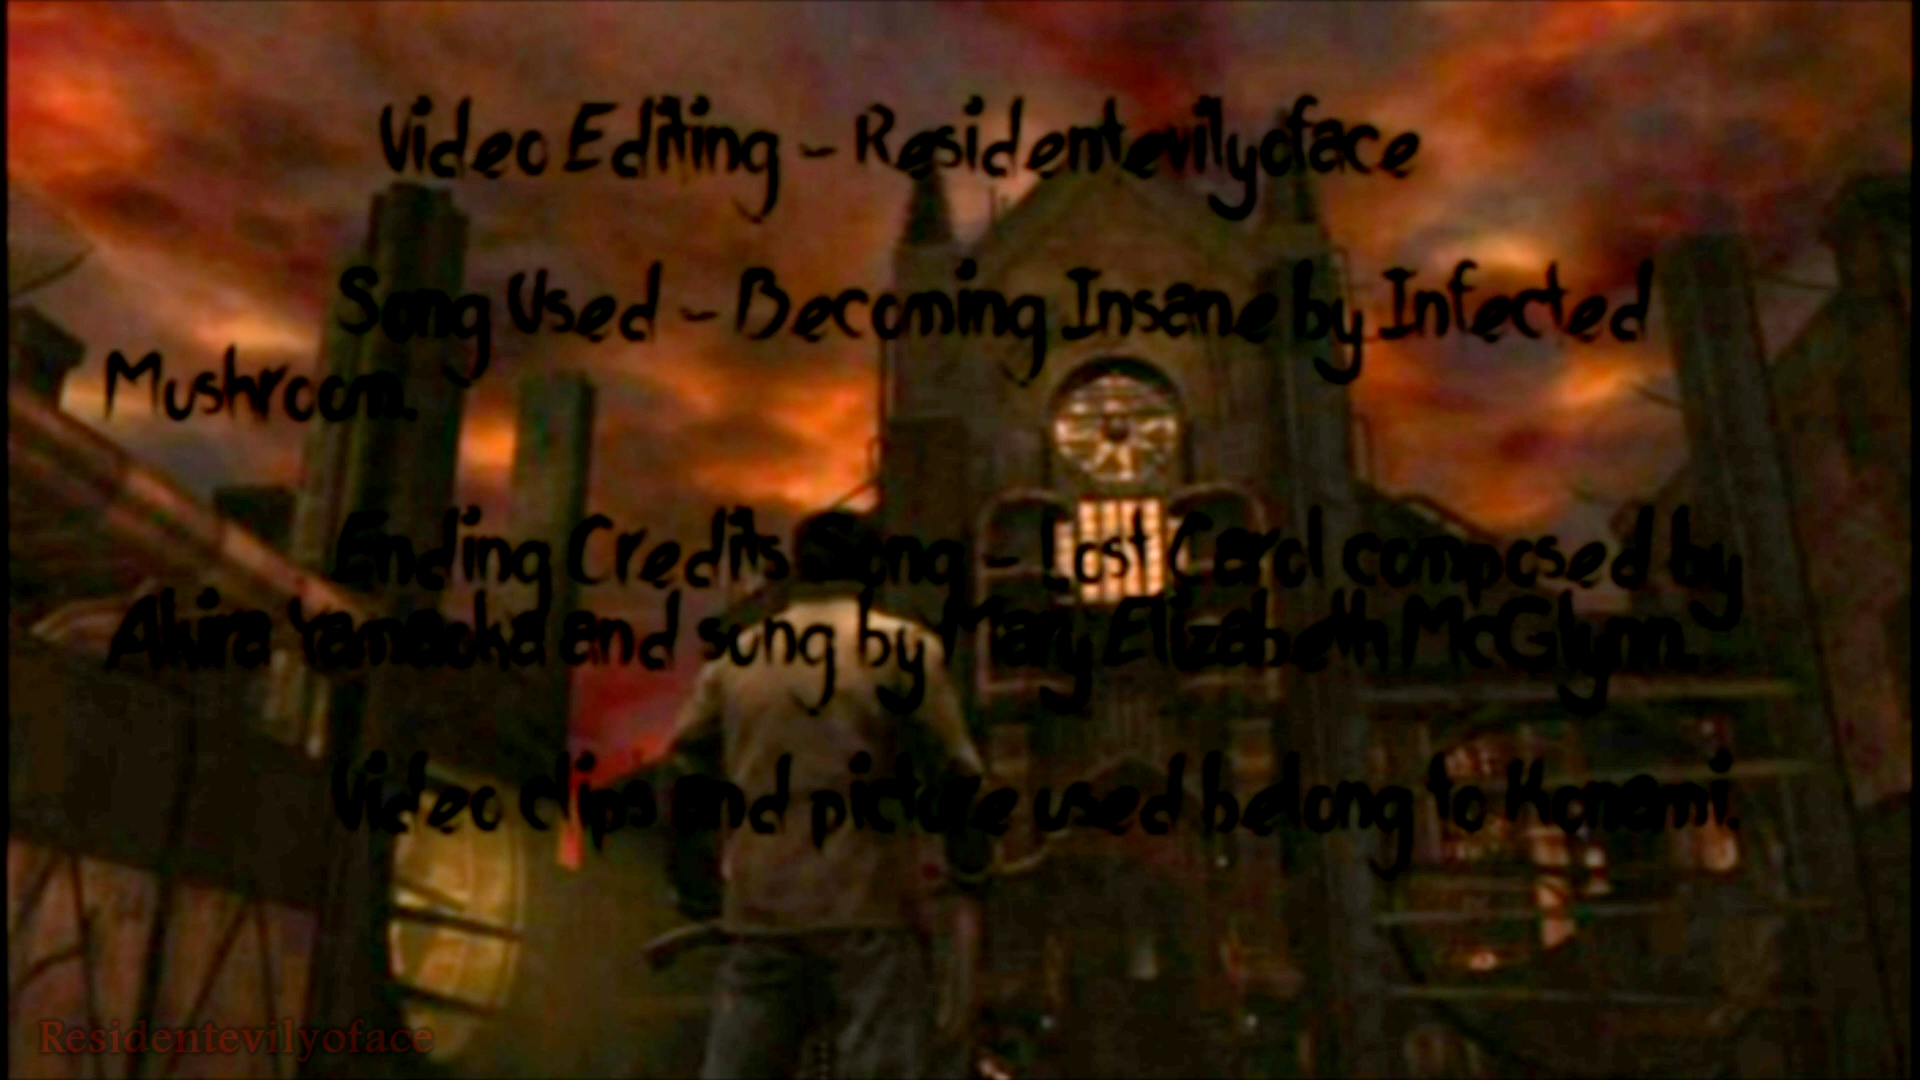 Video Editing - Residentevilyoface
Song Used - Becoming Insane by Infected
Mushroom.
Ending Credits Song - Lost Carol composed by
Akira Yamaoka and sung by Mary Elizabeth McGlynn.
Video clips and picture used belong to Konami.
Residentevilyoface